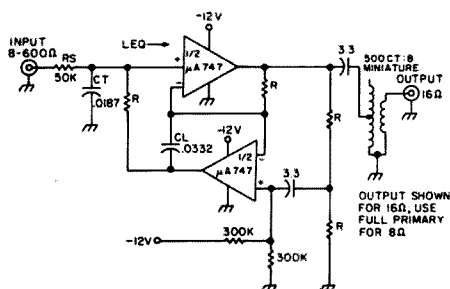 -12V
INPUT
8-600Ω
RS
50K
CT
.0187
LEQ
1/2
μA747
+
-
R
R
CL
.0332
-12V
1/2
μA747
-
+
3.3
R
R
3.3
500CT:8
MINIATURE
OUTPUT
16Ω
OUTPUT SHOWN
FOR 16Ω, USE
FULL PRIMARY
FOR 8Ω
-12V
300K
300K